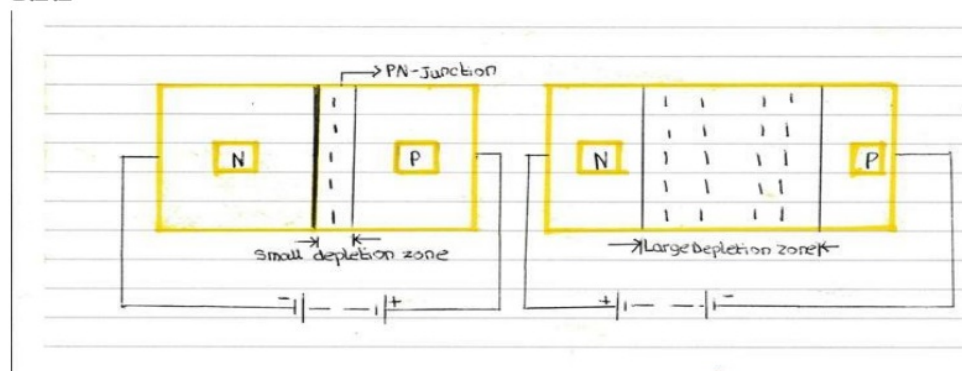 PN-Junction
N
P
small depletion zone
- +
N
P
Large Depletion zone
+ -